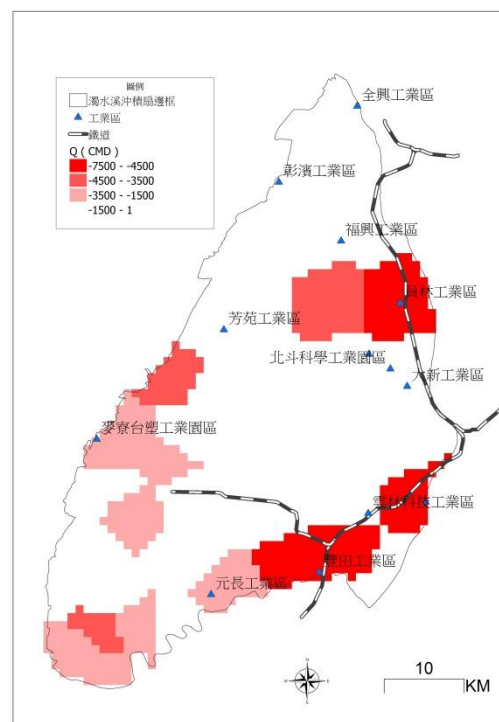 圖例
濁水溪沖積扇邊框
工業區
鐵道
Q ( CMD )
-7500 - -4500
-4500 - -3500
-3500 - -1500
-1500 - 1
全興工業區
彰濱工業區
福興工業區
員林工業區
芳苑工業區
北斗科學工業園區
大新工業區
麥寮台塑工業園區
雲林科技工業區
豐田工業區
元長工業區
N
W
E
S
10
KM